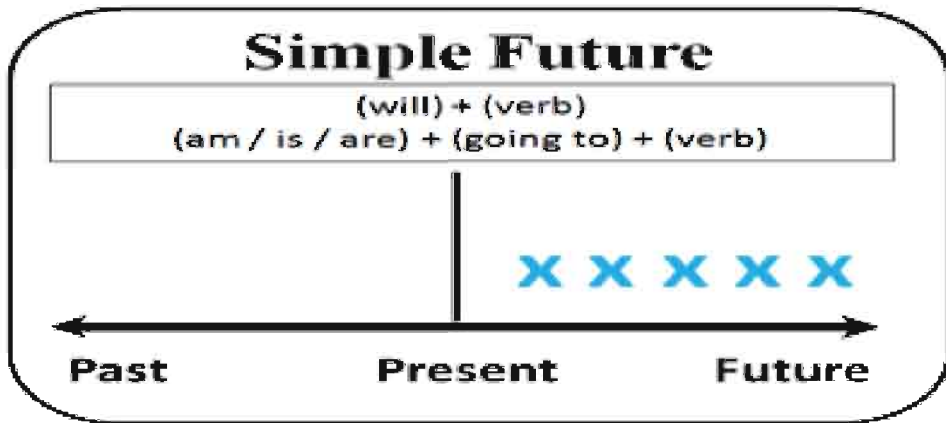 Simple Future
(will) + (verb)
(am / is / are) + (going to) + (verb)
X X X X X
Past Present Future